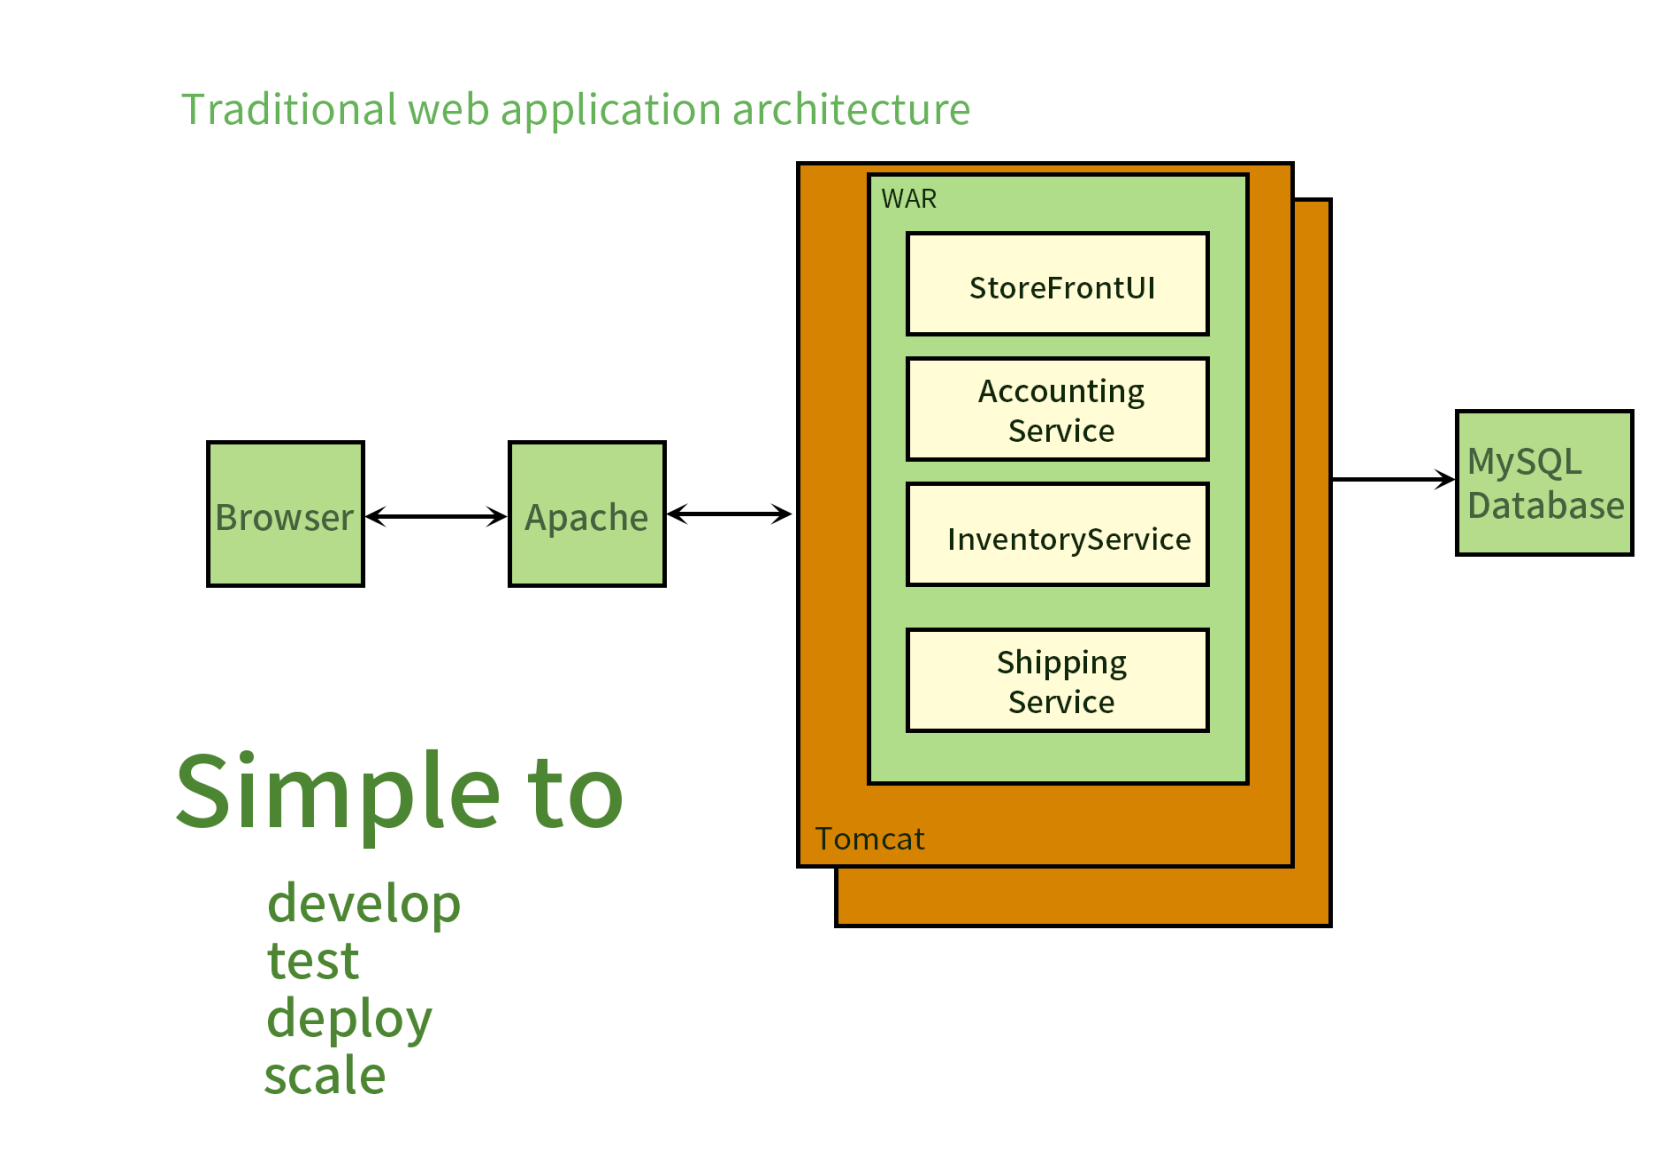 Traditional web application architecture
WAR
StoreFrontUI
Accounting
Service
InventoryService
Shipping
Service
Tomcat
Browser
Apache
MySQL
Database
Simple to
develop
test
deploy
scale